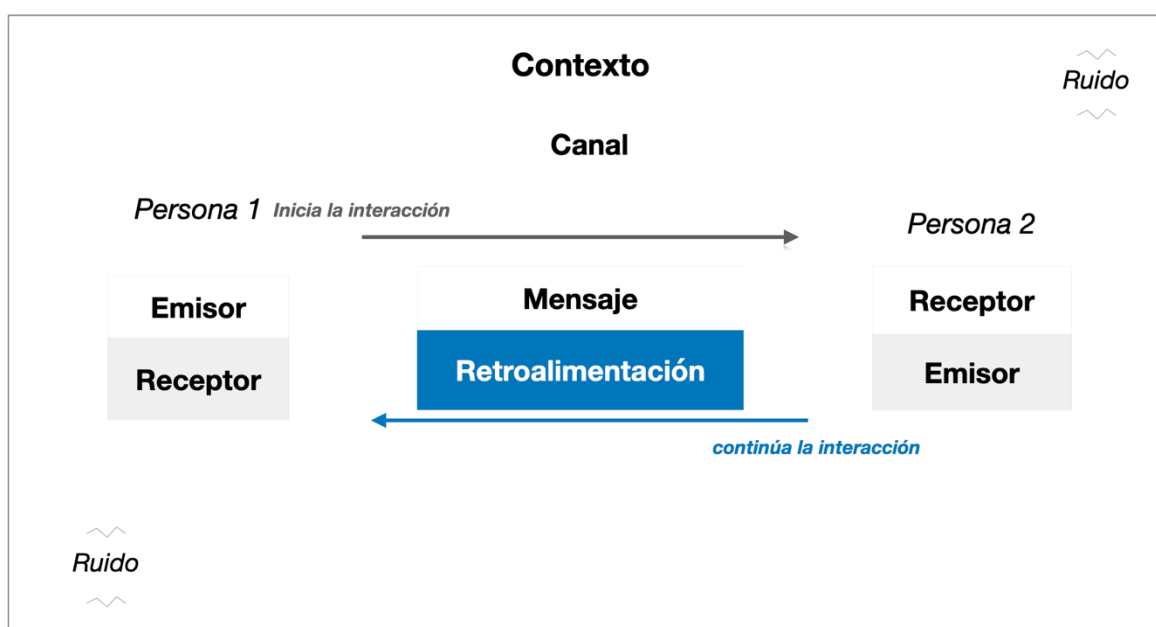 Contexto
Ruido
Canal
Persona 1 Inicia la interacción
Persona 2
Emisor
Mensaje
Receptor
Receptor
Retroalimentación
Emisor
continúa la interacción
Ruido